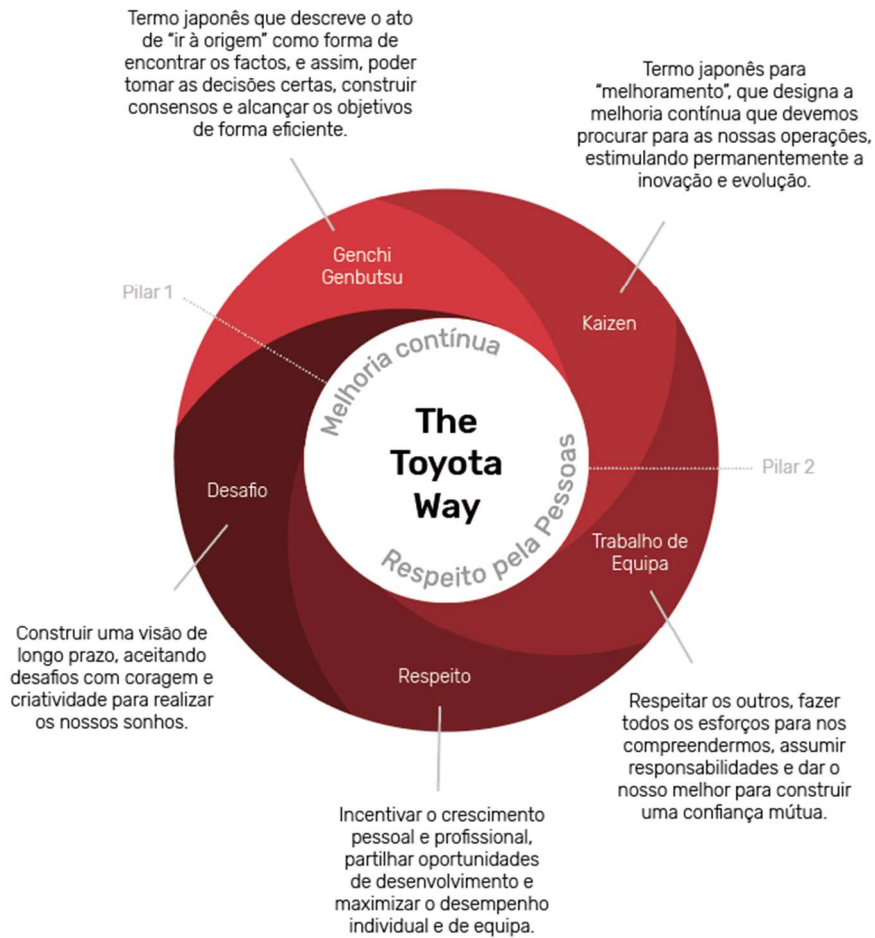 Termo japonês que descreve o ato
de “ir à origem” como forma de
encontrar os factos, e assim, poder
tomar as decisões certas, construir
consensos e alcançar os objetivos
de forma eficiente.
Termo japonês para
“melhoramento”, que designa a
melhoria contínua que devemos
procurar para as nossas operações,
estimulando permanentemente a
inovação e evolução.
Genchi
Genbutsu
Pilar 1
Kaizen
Melhoria contínua
The
Toyota
Way
Respeito pela Pessoas
Pilar 2
Desafio
Trabalho de
Equipa
Respeito
Construir uma visão de
longo prazo, aceitando
desafios com coragem e
criatividade para realizar
os nossos sonhos.
Respeitar os outros, fazer
todos os esforços para nos
compreendermos, assumir
responsabilidades e dar o
nosso melhor para construir
uma confiança mútua.
Incentivar o crescimento
pessoal e profissional,
partilhar oportunidades
de desenvolvimento e
maximizar o desempenho
individual e de equipa.